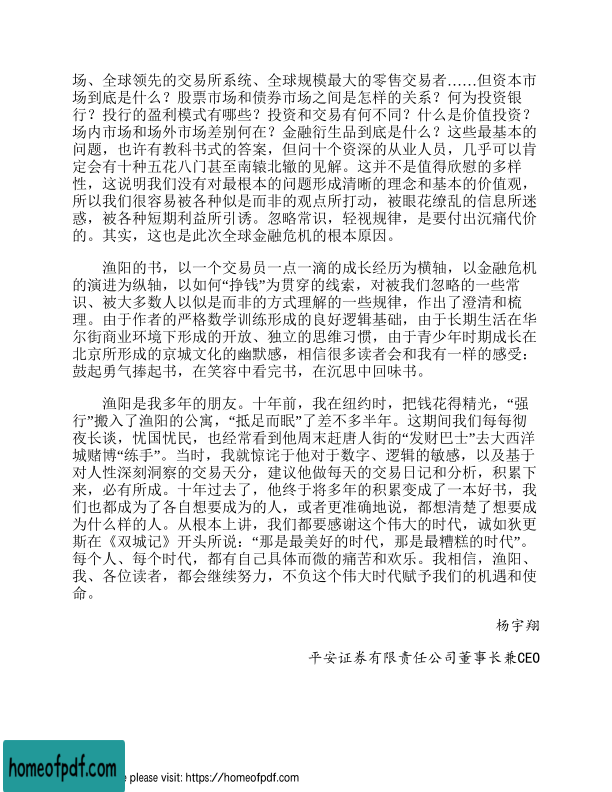 场、全球领先的交易所系统、全球规模最大的零售交易者……但资本市
场到底是什么？股票市场和债券市场之间是怎样的关系？何为投资银
行？投行的盈利模式有哪些？投资和交易有何不同？什么是价值投资？
场内市场和场外市场差别何在？金融衍生品到底是什么？这些最基本的
问题，也许有教科书式的答案，但问十个资深的从业人员，几乎可以肯
定会有十种五花八门甚至南辕北辙的见解。这并不是值得欣慰的多样
性，这说明我们没有对最根本的问题形成清晰的理念和基本的价值观，
所以我们很容易被各种似是而非的观点所打动，被眼花缭乱的信息所迷
惑，被各种短期利益所引诱。忽略常识，轻视规律，是要付出沉痛代价
的。其实，这也是此次全球金融危机的根本原因。
渔阳的书，以一个交易员一点一滴的成长经历为横轴，以金融危机
的演进为纵轴，以如何“挣钱”为贯穿的线索，对被我们忽略的一些常
识、被大多数人以似是而非的方式理解的一些规律，作出了澄清和梳
理。由于作者的严格数学训练形成的良好逻辑基础，由于长期生活在华
尔街商业环境下形成的开放、独立的思维习惯，由于青少年时期成长在
北京所形成的京城文化的幽默感，相信很多读者会和我有一样的感受：
鼓起勇气捧起书，在笑容中看完书，在沉思中回味书。
渔阳是我多年的朋友。十年前，我在纽约时，把钱花得精光，“强
行”搬入了渔阳的公寓，“抵足而眠”了差不多半年。这期间我们每每彻
夜长谈，忧国忧民，也经常看到他周末赶唐人街的“发财巴士”去大西洋
城赌博“练手”。当时，我就惊诧于他对于数字、逻辑的敏感，以及基于
对人性深刻洞察的交易天分，建议他做每天的交易日记和分析，积累下
来，必有所成。十年过去了，他终于将多年的积累变成了一本好书，我
们也都成为了各自想要成为的人，或者更准确地说，都想清楚了想要成
为什么样的人。从根本上讲，我们都要感谢这个伟大的时代，诚如狄更
斯在《双城记》开头所说：“那是最美好的时代，那是最糟糕的时代”。
每个人、每个时代，都有自己具体而微的痛苦和欢乐。我相信，渔阳、
我、各位读者，都会继续努力，不负这个伟大时代赋予我们的机遇和使
命。
杨宇翔
平安证券有限责任公司董事长兼CEO
homeofpdf.com
e please visit: https://homeofpdf.com